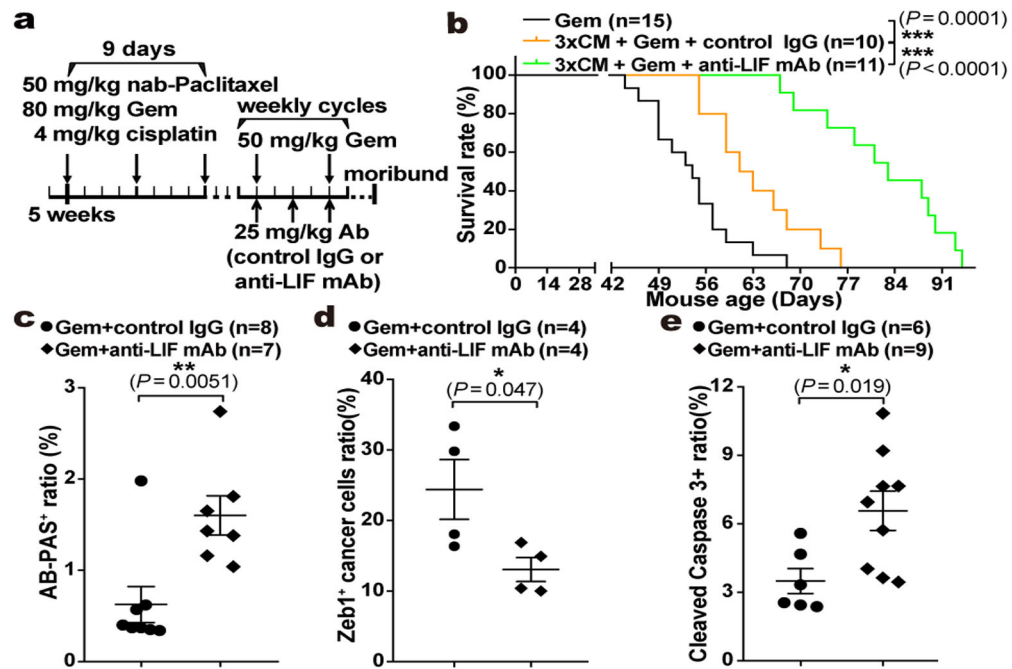 a
9 days
50 mg/kg nab-Paclitaxel
80 mg/kg Gem
4 mg/kg cisplatin
weekly cycles
50 mg/kg Gem
moribund
5 weeks
25 mg/kg Ab
(control IgG or
anti-LIF mAb)
b
Gem (n=15)
3xCM + Gem + control IgG (n=10)
3xCM + Gem + anti-LIF mAb (n=11)
(P=0.0001)
***
***
(P<0.0001)
Survival rate (%)
100
80
60
40
20
0
0 14 28 42 49 56 63 70 77 84 91
Mouse age (Days)
c
Gem+control IgG (n=8)
Gem+anti-LIF mAb (n=7)
**
(P=0.0051)
AB-PAS+ ratio (%)
3
2
1
0
d
Gem+control IgG (n=4)
Gem+anti-LIF mAb (n=4)
*
(P=0.047)
Zeb1+ cancer cells ratio(%)
40
30
20
10
0
e
Gem+control IgG (n=6)
Gem+anti-LIF mAb (n=9)
*
(P=0.019)
Cleaved Caspase 3+ ratio(%)
12
9
6
3
0